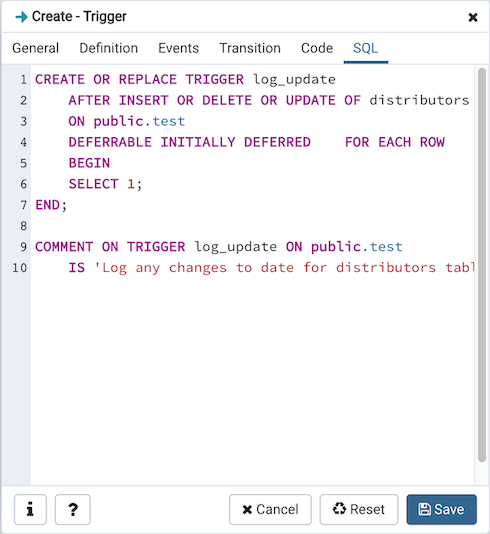 Create - Trigger
General Definition Events Transition Code SQL
1 CREATE OR REPLACE TRIGGER log_update
2 AFTER INSERT OR DELETE OR UPDATE OF distributors
3 ON public.test
4 DEFERRABLE INITIALLY DEFERRED FOR EACH ROW
5 BEGIN
6 SELECT 1;
7 END;
8
9 COMMENT ON TRIGGER log_update ON public.test
10 IS 'Log any changes to date for distributors tabl
i ? Cancel Reset Save